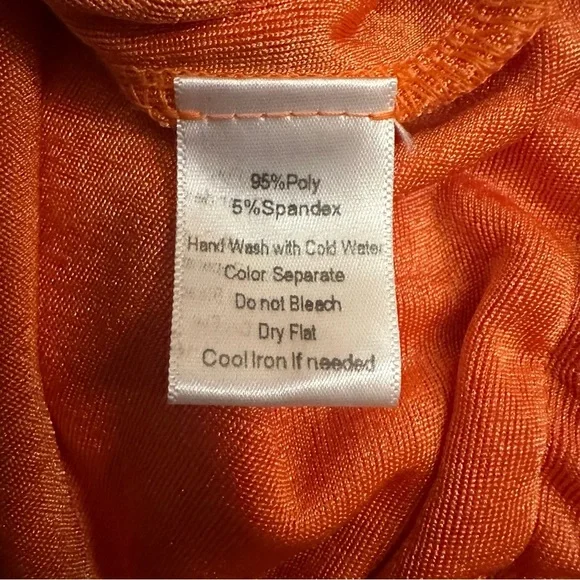 95%Poly
5%Spandex
Hand Wash with Cold Water
Color Separate
Do not Bleach
Dry Flat
Cool Iron If needed